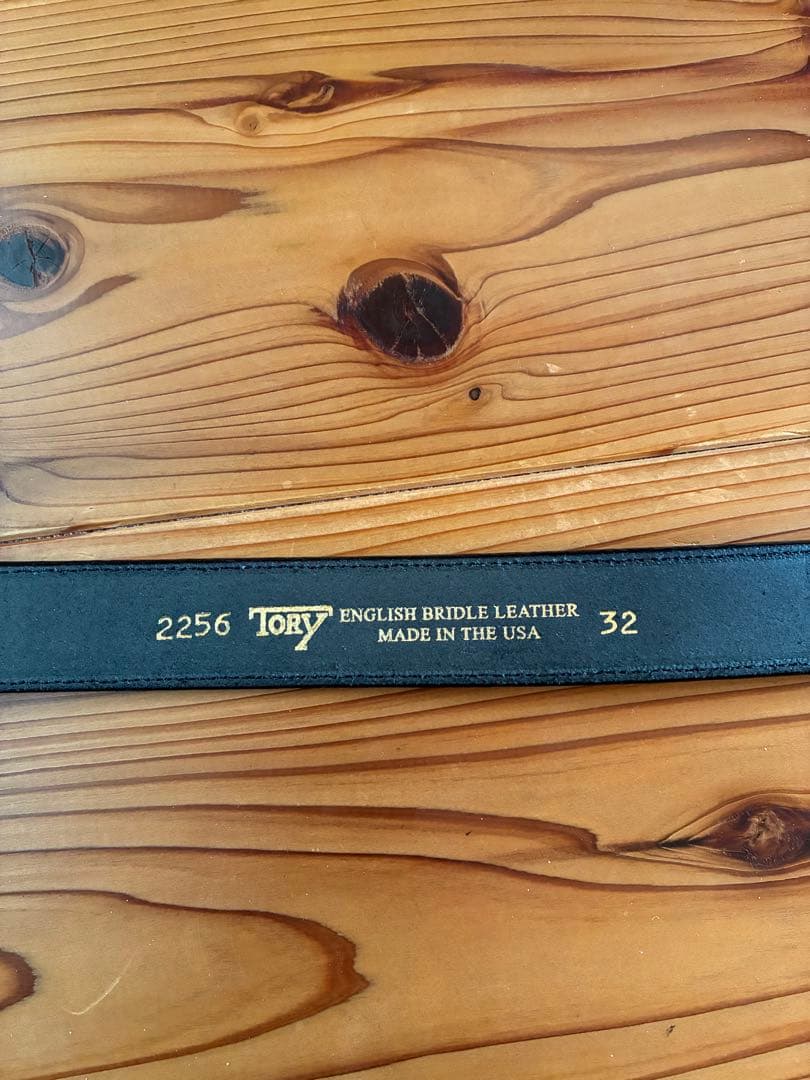 2256 TORY ENGLISH BRIDLE LEATHER 32
MADE IN THE USA